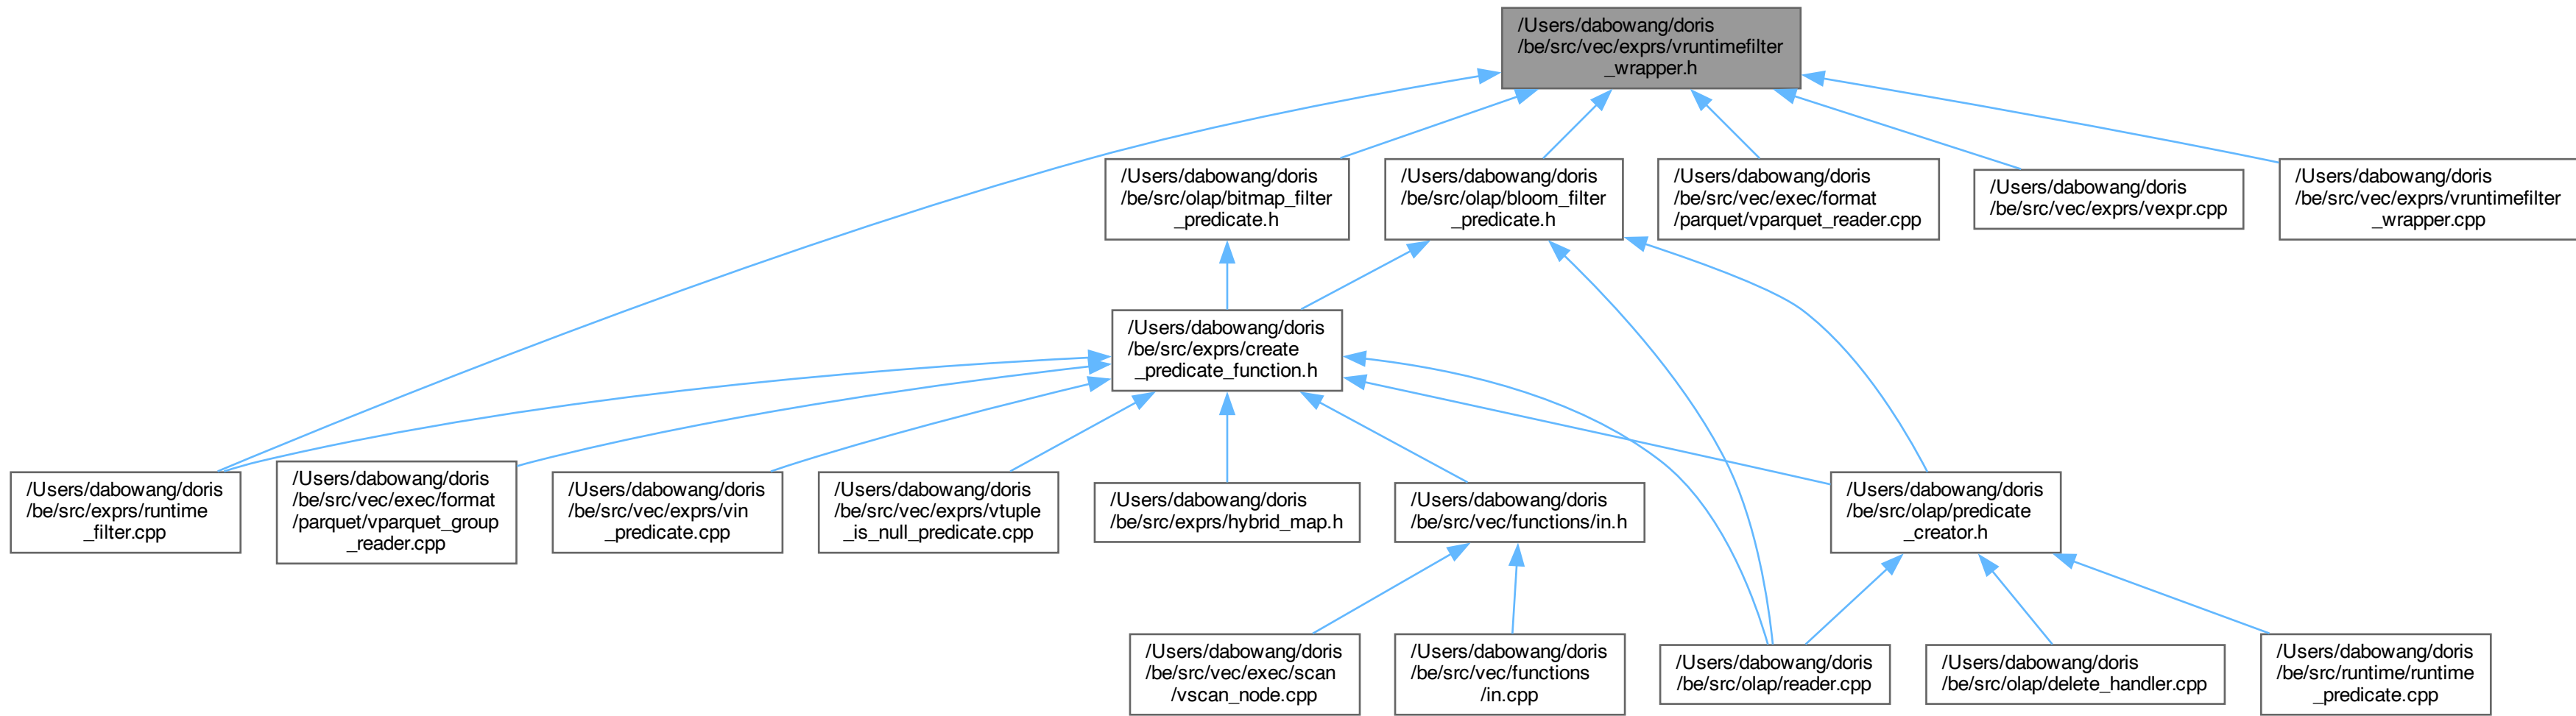 /Users/dabowang/doris
/be/src/vec/exprs/vruntimefilter
_wrapper.h
/Users/dabowang/doris
/be/src/olap/bitmap_filter
_predicate.h
/Users/dabowang/doris
/be/src/olap/bloom_filter
_predicate.h
/Users/dabowang/doris
/be/src/vec/exec/format
/parquet/vparquet_reader.cpp
/Users/dabowang/doris
/be/src/vec/exprs/vexpr.cpp
/Users/dabowang/doris
/be/src/vec/exprs/vruntimefilter
_wrapper.cpp
/Users/dabowang/doris
/be/src/exprs/create
_predicate_function.h
/Users/dabowang/doris
/be/src/exprs/runtime
_filter.cpp
/Users/dabowang/doris
/be/src/vec/exec/format
/parquet/vparquet_group
_reader.cpp
/Users/dabowang/doris
/be/src/vec/exprs/vin
_predicate.cpp
/Users/dabowang/doris
/be/src/vec/exprs/vtuple
_is_null_predicate.cpp
/Users/dabowang/doris
/be/src/exprs/hybrid_map.h
/Users/dabowang/doris
/be/src/vec/functions/in.h
/Users/dabowang/doris
/be/src/olap/predicate
_creator.h
/Users/dabowang/doris
/be/src/vec/exec/scan
/vscan_node.cpp
/Users/dabowang/doris
/be/src/vec/functions
/in.cpp
/Users/dabowang/doris
/be/src/olap/reader.cpp
/Users/dabowang/doris
/be/src/olap/delete_handler.cpp
/Users/dabowang/doris
/be/src/runtime/runtime
_predicate.cpp